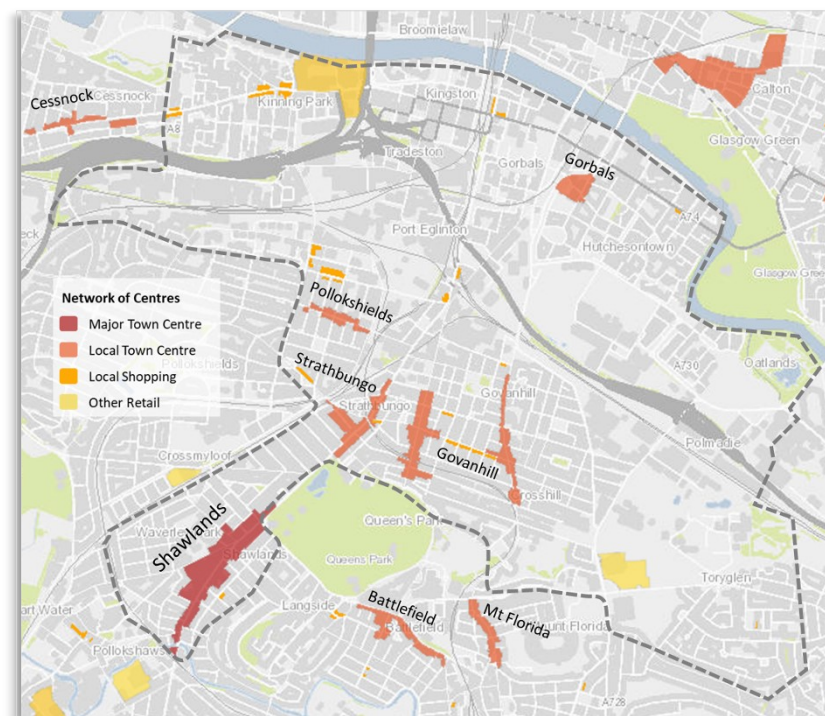 Broomielaw
Cessnock
Cessnock
Kinning Park
Kingston
Calton
A8
Tradeston
Glasgow Green
Gorbals
Gorbals
A74
Port Eglinton
Hutchesontown
Glasgow Green
Network of Centres
Major Town Centre
Local Town Centre
Local Shopping
Other Retail
Pollokshields
Pollokshields
Strathbungo
Strathbungo
Govanhill
Govanhill
A730
Oatlands
Polmadie
Crossmyloof
Crosshill
Shawlands
Shawlands
Queen's Park
Queens Park
Toryglen
Langside
Battlefield
Battlefield
Mt Florida
Pollokshaws
A728